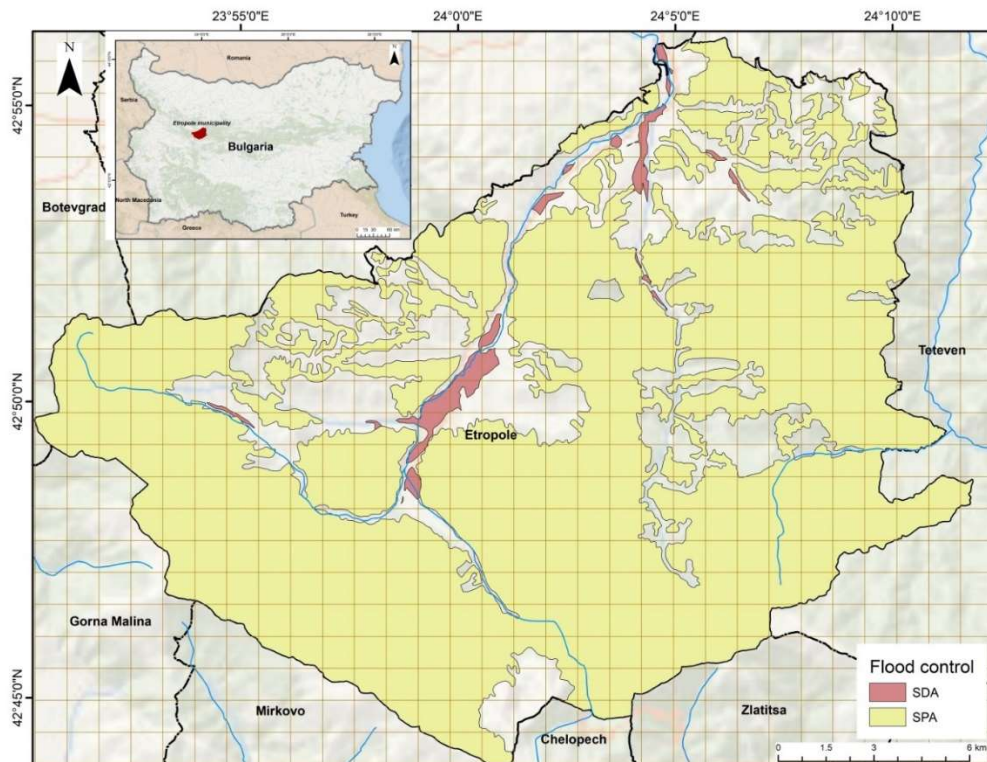 23°55'0"E
24°0'0"E
24°5'0"E
24°10'0"E
N
N
Romania
Serbia
Etropole municipality
Bulgaria
North Macedonia
Greece
Turkey
42°55'0"N
42°50'0"N
42°45'0"N
Botevgrad
Teteven
Etropole
Gorna Malina
Mirkovo
Chelopech
Zlatitsa
Flood control
SDA
SPA
0 1.5 3 6 km